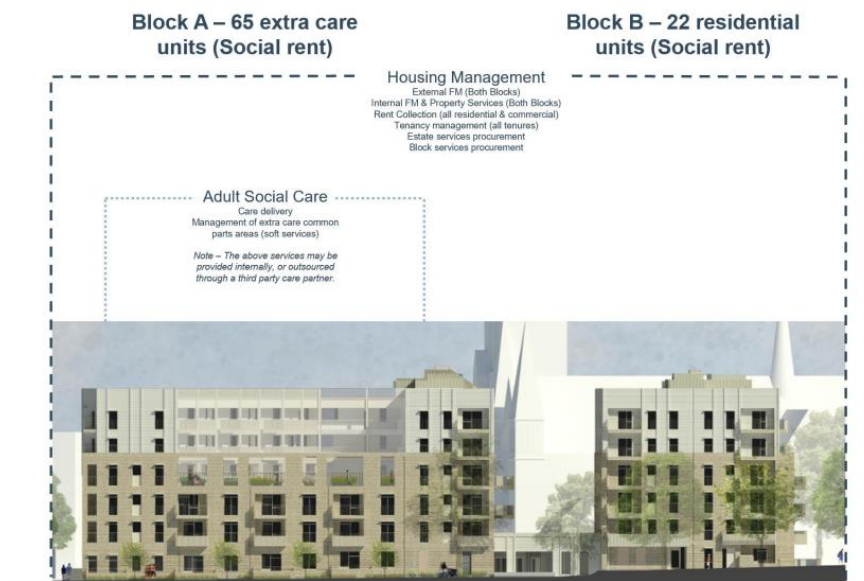 Block A – 65 extra care
units (Social rent)
Block B – 22 residential
units (Social rent)
Housing Management
External FM (Both Blocks)
Internal FM & Property Services (Both Blocks)
Rent Collection (all residential & commercial)
Tenancy management (all tenures)
Estate services procurement
Block services procurement
Adult Social Care
Care delivery
Management of extra care common
parts areas (soft services)
Note – The above services may be
provided internally, or outsourced
through a third party care partner.